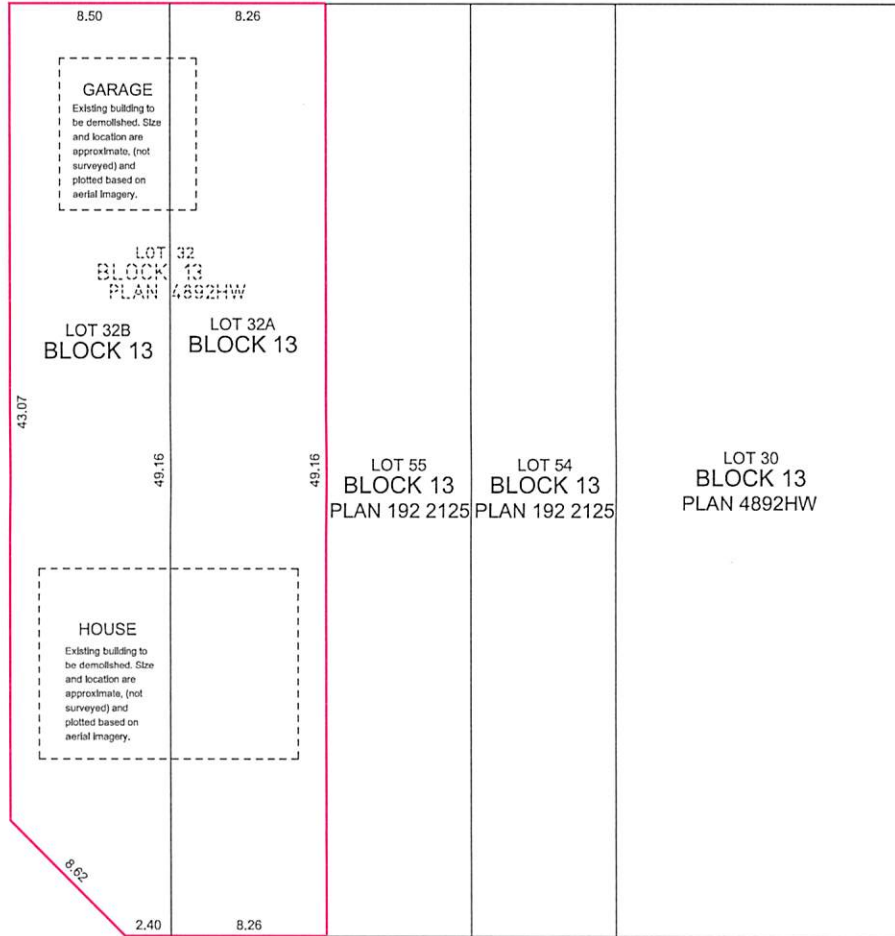 8.50
8.26
GARAGE
Existing building to
be demolished. Size
and location are
approximate, (not
surveyed) and
plotted based on
aerial imagery.
LOT 32
BLOCK 13
PLAN 4892HW
LOT 32B
BLOCK 13
LOT 32A
BLOCK 13
43.07
49.16
49.16
LOT 55
BLOCK 13
PLAN 192 2125
LOT 54
BLOCK 13
PLAN 192 2125
LOT 30
BLOCK 13
PLAN 4892HW
HOUSE
Existing building to
be demolished. Size
and location are
approximate, (not
surveyed) and
plotted based on
aerial imagery.
8.62
2.40
8.26